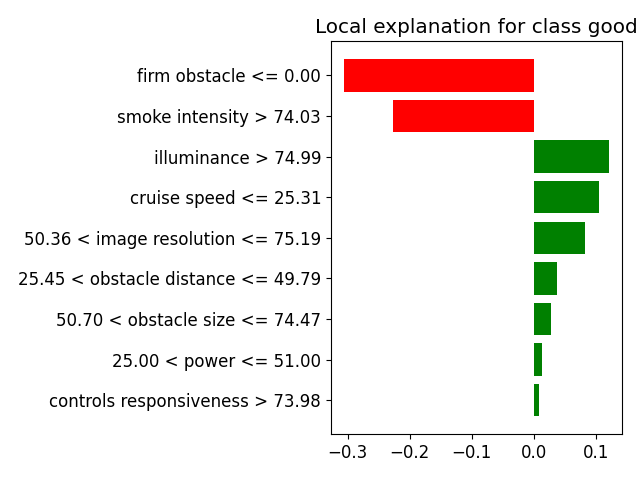 Local explanation for class good
firm obstacle <= 0.00
smoke intensity > 74.03
illuminance > 74.99
cruise speed <= 25.31
50.36 < image resolution <= 75.19
25.45 < obstacle distance <= 49.79
50.70 < obstacle size <= 74.47
25.00 < power <= 51.00
controls responsiveness > 73.98
−0.3 −0.2 −0.1 0.0 0.1